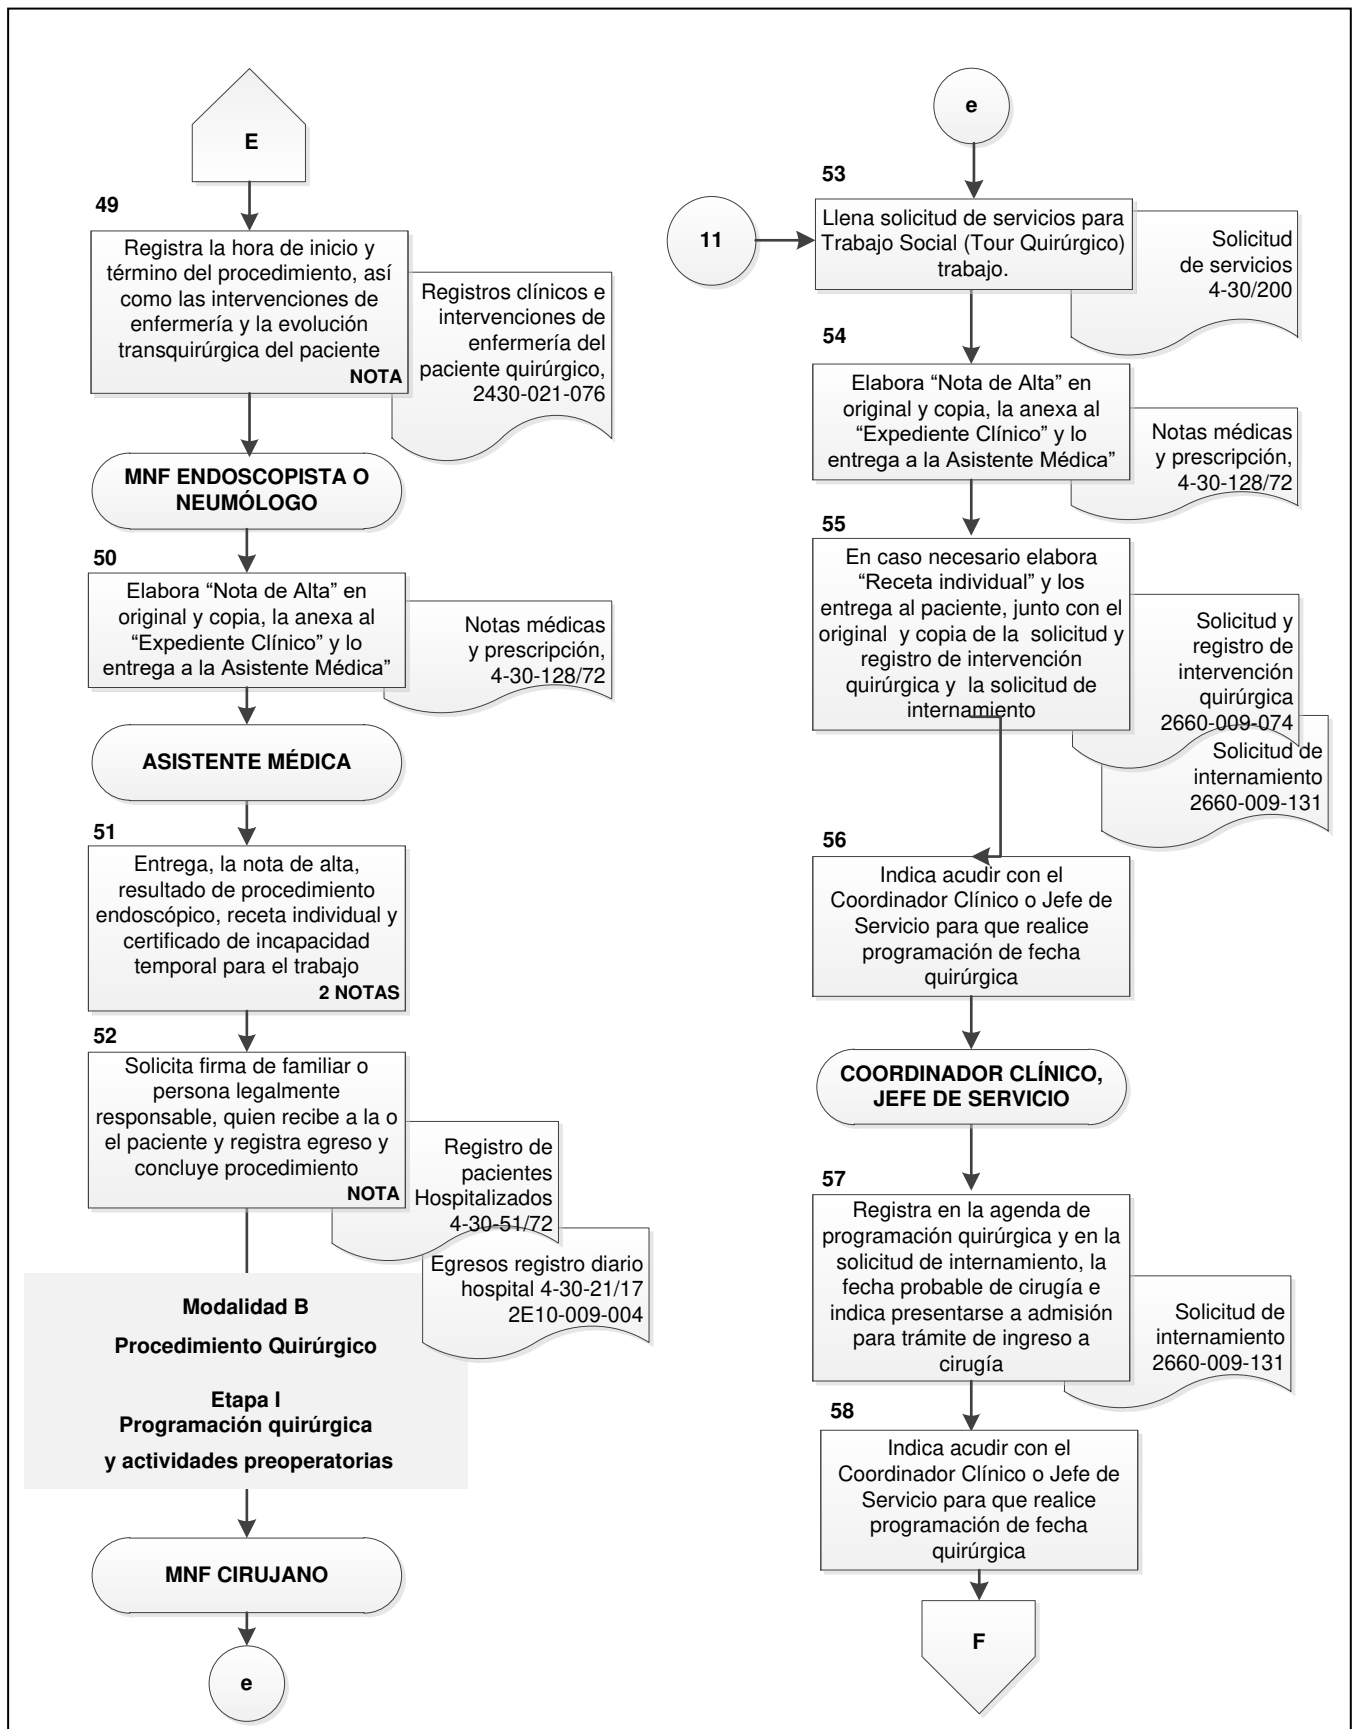 E
49
Registra la hora de inicio y
término del procedimiento, así
como las intervenciones de
enfermería y la evolución
transquirúrgica del paciente
NOTA
Registros clínicos e
intervenciones de
enfermería del
paciente quirúrgico,
2430-021-076
MNF ENDOSCOPISTA O
NEUMÓLOGO
50
Elabora “Nota de Alta” en
original y copia, la anexa al
“Expediente Clínico” y lo
entrega a la Asistente Médica”
Notas médicas
y prescripción,
4-30-128/72
ASISTENTE MÉDICA
51
Entrega, la nota de alta,
resultado de procedimiento
endoscópico, receta individual y
certificado de incapacidad
temporal para el trabajo
2 NOTAS
52
Solicita firma de familiar o
persona legalmente
responsable, quien recibe a la o
el paciente y registra egreso y
concluye procedimiento
NOTA
Registro de
pacientes
Hospitalizados
4-30-51/72
Egresos registro diario
hospital 4-30-21/17
2E10-009-004
Modalidad B
Procedimiento Quirúrgico
Etapa I
Programación quirúrgica
y actividades preoperatorias
MNF CIRUJANO
e
e
53
11
Llena solicitud de servicios para
Trabajo Social (Tour Quirúrgico)
trabajo.
Solicitud
de servicios
4-30/200
54
Elabora “Nota de Alta” en
original y copia, la anexa al
“Expediente Clínico” y lo
entrega a la Asistente Médica”
Notas médicas
y prescripción,
4-30-128/72
55
En caso necesario elabora
“Receta individual” y los
entrega al paciente, junto con el
original y copia de la solicitud y
registro de intervención
quirúrgica y la solicitud de
internamiento
Solicitud y
registro de
intervención
quirúrgica
2660-009-074
Solicitud de
internamiento
2660-009-131
56
Indica acudir con el
Coordinador Clínico o Jefe de
Servicio para que realice
programación de fecha
quirúrgica
COORDINADOR CLÍNICO,
JEFE DE SERVICIO
57
Registra en la agenda de
programación quirúrgica y en la
solicitud de internamiento, la
fecha probable de cirugía e
indica presentarse a admisión
para trámite de ingreso a
cirugía
Solicitud de
internamiento
2660-009-131
58
Indica acudir con el
Coordinador Clínico o Jefe de
Servicio para que realice
programación de fecha
quirúrgica
F